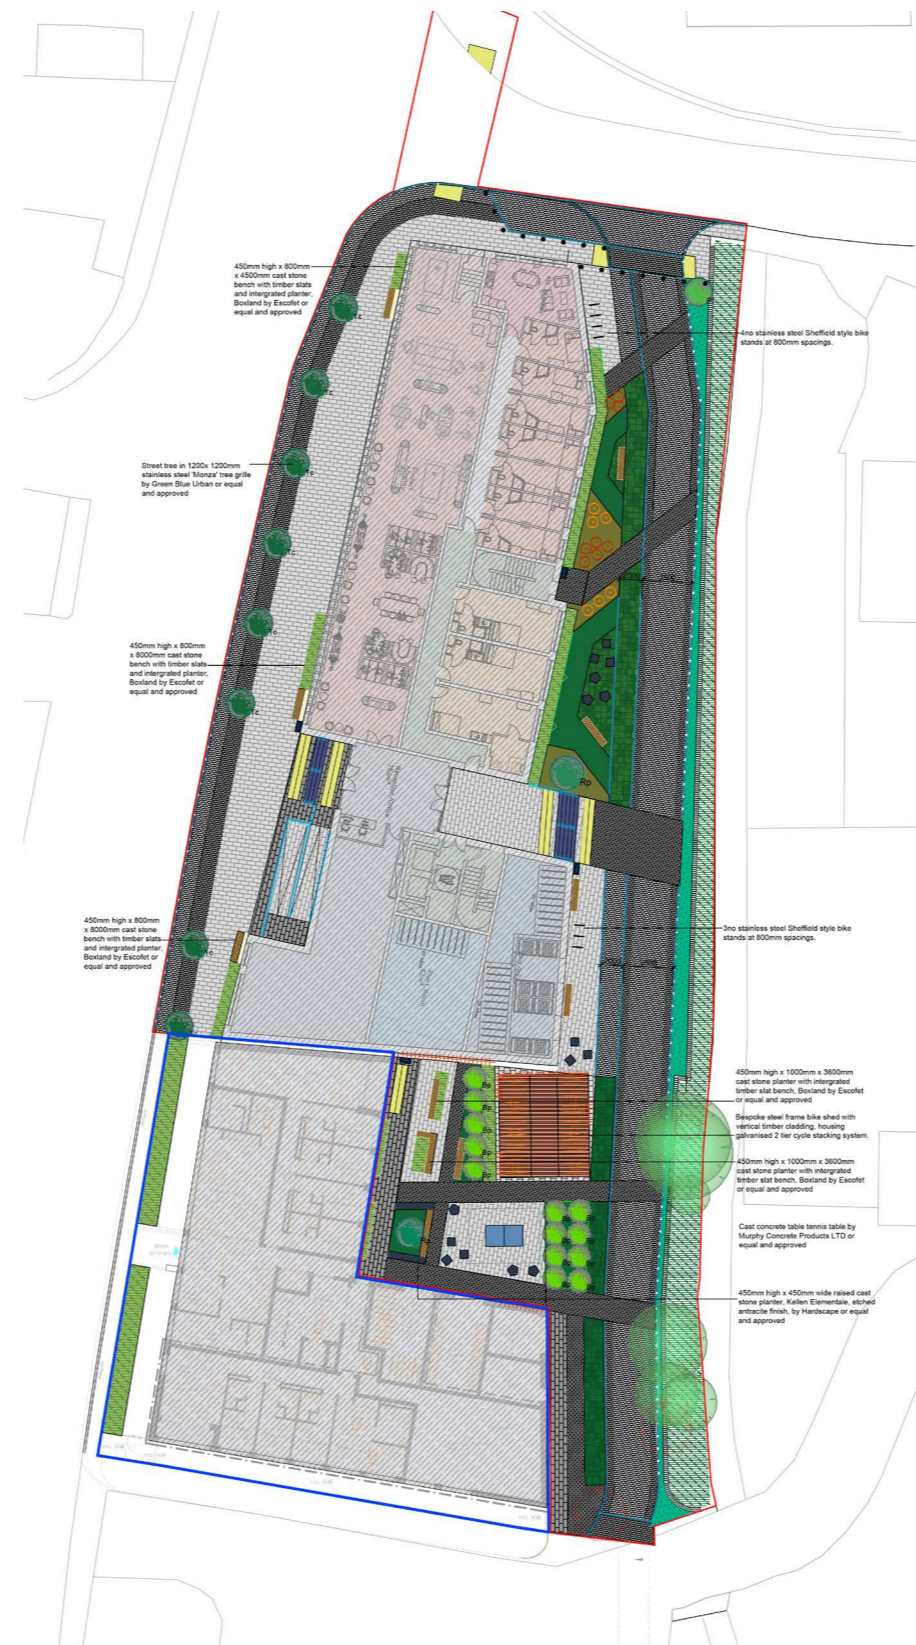 450mm high x 800mm
x 4500mm cast stone
bench with timber slats
and intergrated planter,
Boxland by Escofet or
equal and approved
4no stainless steel Sheffield style bike
stands at 800mm spacings.
Street tree in 1200x 1200mm
stainless steel 'Monza' tree grille
by Green Blue Urban or equal
and approved
450mm high x 800mm
x 8000mm cast stone
bench with timber slats
and intergrated planter,
Boxland by Escofet or
equal and approved
Rp
450mm high x 800mm
x 8000mm cast stone
bench with timber slats
and intergrated planter,
Boxland by Escofet or
equal and approved
3no stainless steel Sheffield style bike
stands at 800mm spacings.
450mm high x 1000mm x 3600mm
cast stone planter with intergrated
timber slat bench, Boxland by Escofet
or equal and approved
Bespoke steel frame bike shed with
vertical timber cladding, housing
galvanised 2 tier cycle stacking system.
450mm high x 1000mm x 3600mm
cast stone planter with intergrated
timber slat bench, Boxland by Escofet
or equal and approved
Cast concrete table tennis table by
Murphy Concrete Products LTD or
equal and approved
450mm high x 450mm wide raised cast
stone planter, Kellen Elementale, etched
antracite finish, by Hardscape or equal
and approved
Bp
Bp
Bp
Bp
Bp